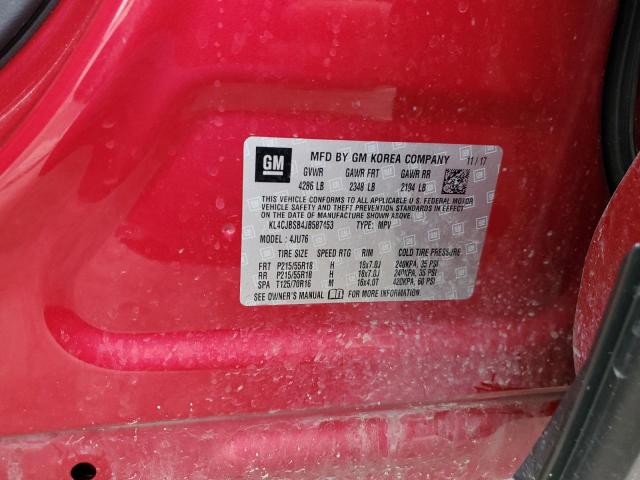 GM MFD BY GM KOREA COMPANY 11/17
GVWR GAWR FRT GAWR RR
4286 LB 2348 LB 2194 LB
THIS VEHICLE CONFORMS TO ALL APPLICABLE U.S. FEDERAL MOTOR
VEHICLE SAFETY, BUMPER, AND THEFT PREVENTION STANDARDS IN
EFFECT ON THE DATE OF MANUFACTURE SHOWN ABOVE.
KL4CJBSB4JB587453 TYPE: MPV
MODEL: 4JU76
TIRE SIZE SPEED RTG RIM COLD TIRE PRESSURE
FRT P215/55R18 H 18x7.0J 240KPA, 35 PSI
RR P215/55R18 H 18x7.0J 240KPA, 35 PSI
SPA T125/70R16 M 16x4.0T 420KPA, 60 PSI
SEE OWNER'S MANUAL FOR MORE INFORMATION.